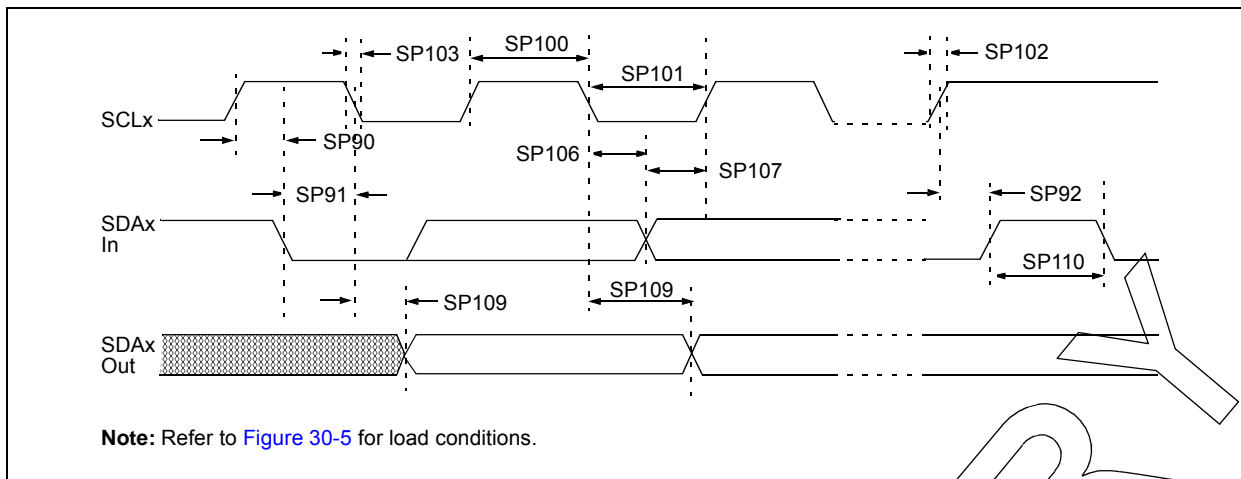 SP103
SP100
SP101
SP102
SCLx
SP90
SP106
SP107
SP91
SP92
SDAx
In
SP110
SP109
SP109
SDAx
Out
Note: Refer to Figure 30-5 for load conditions.